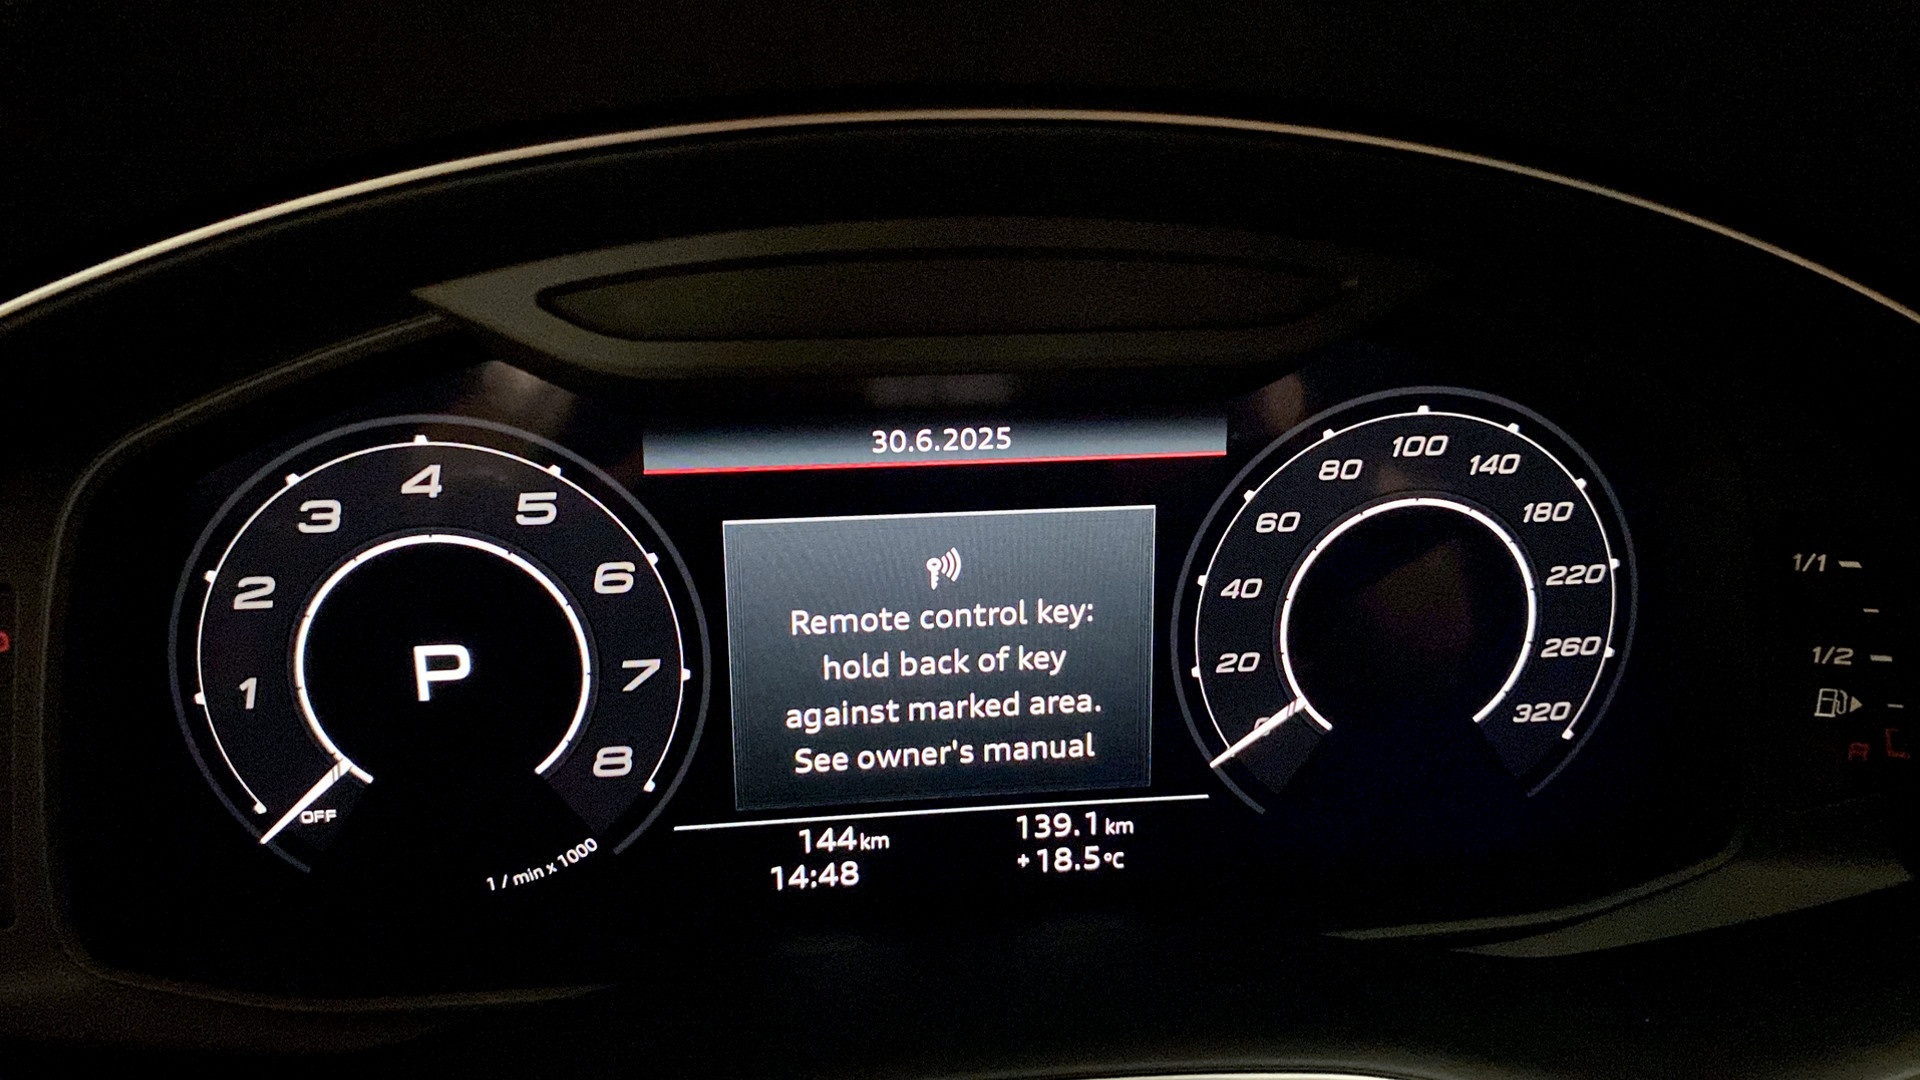 30.6.2025
4
3
5
2
6
1
7
8
P
OFF
1 / min x 1000
Remote control key:
hold back of key
against marked area.
See owner's manual
144 km
139.1 km
14:48
+18.5°C
100
80
140
60
180
40
220
20
260
0
320
1/1
1/2